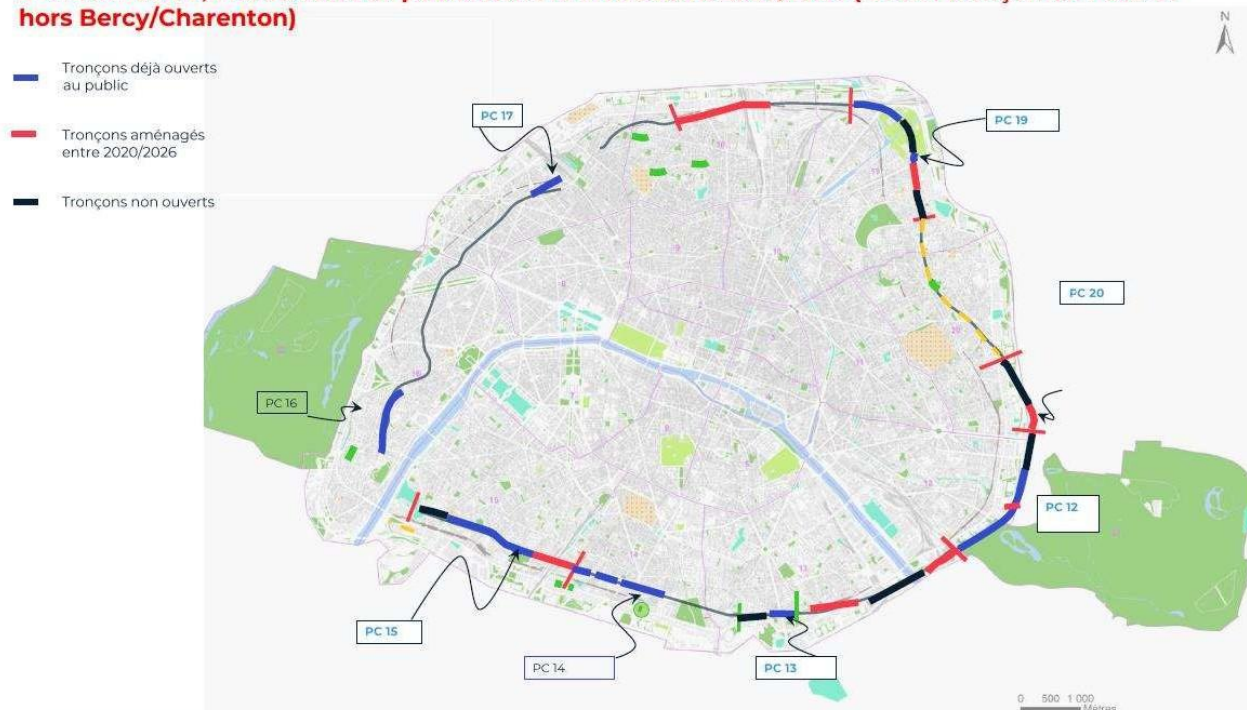 hors Bercy/Charenton)
Tronçons déjà ouverts
au public
Tronçons aménagés
entre 2020/2026
Tronçons non ouverts
N
PC 17
PC 19
PC 20
PC 16
PC 12
PC 15
PC 14
PC 13
0 500 1 000
Mètres